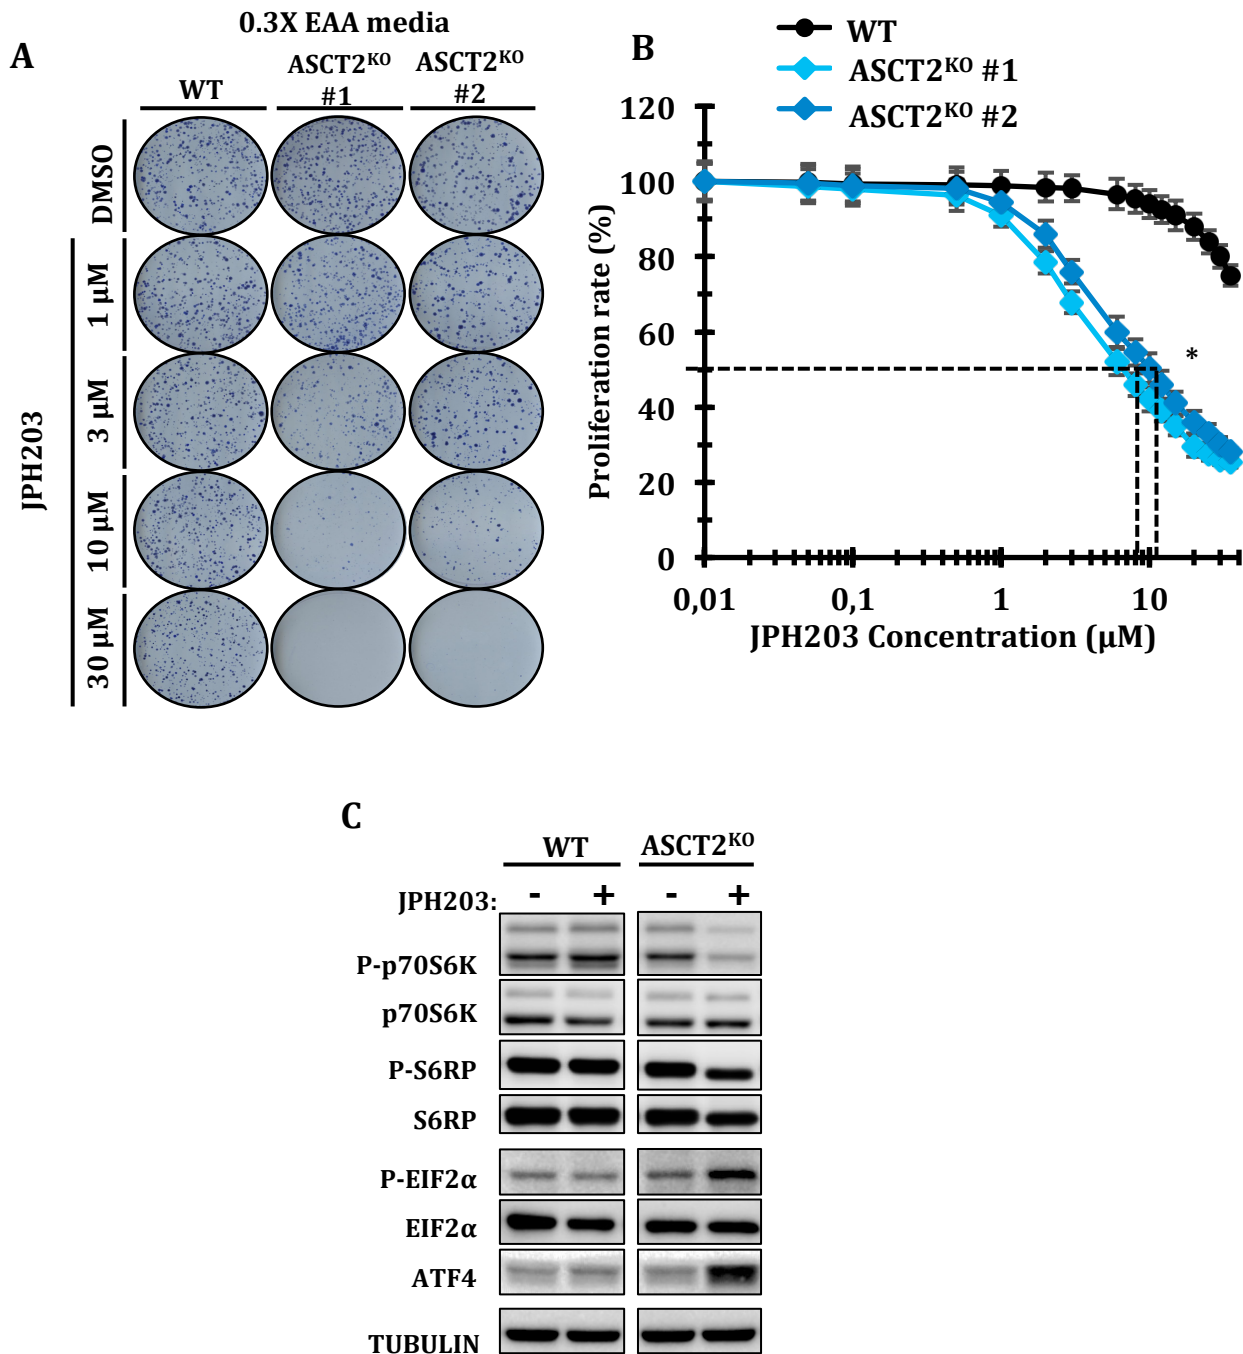 A
0.3X EAA media
WT
ASCT2KO #1
ASCT2KO #2
DMSO
JPH203
1 μM
3 μM
10 μM
30 μM
B
WT
ASCT2KO #1
ASCT2KO #2
Proliferation rate (%)
120
100
80
60
40
20
0
*
0,01 0,1 1 10
JPH203 Concentration (μM)
C
WT ASCT2KO
JPH203: - + - +
P-p70S6K
p70S6K
P-S6RP
S6RP
P-EIF2α
EIF2α
ATF4
TUBULIN